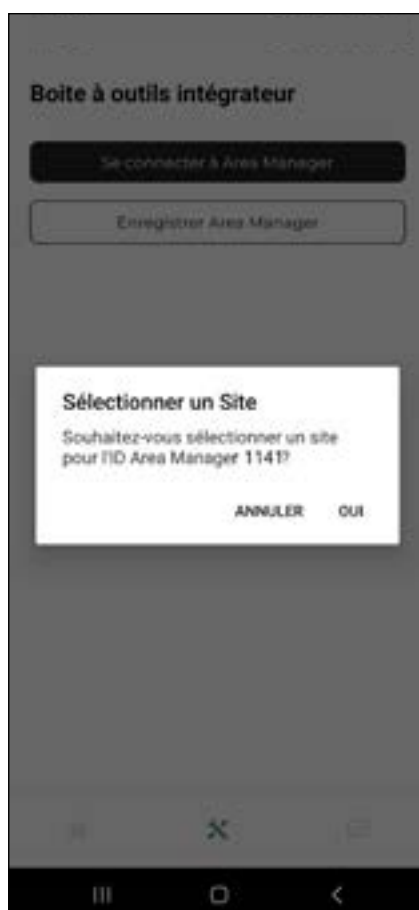 Boite à outils intégrateur
Se connecter à Area Manager
Enregistrer Area Manager
Sélectionner un Site
Souhaitez-vous sélectionner un site
pour l'ID Area Manager 1141?
ANNULER OUI